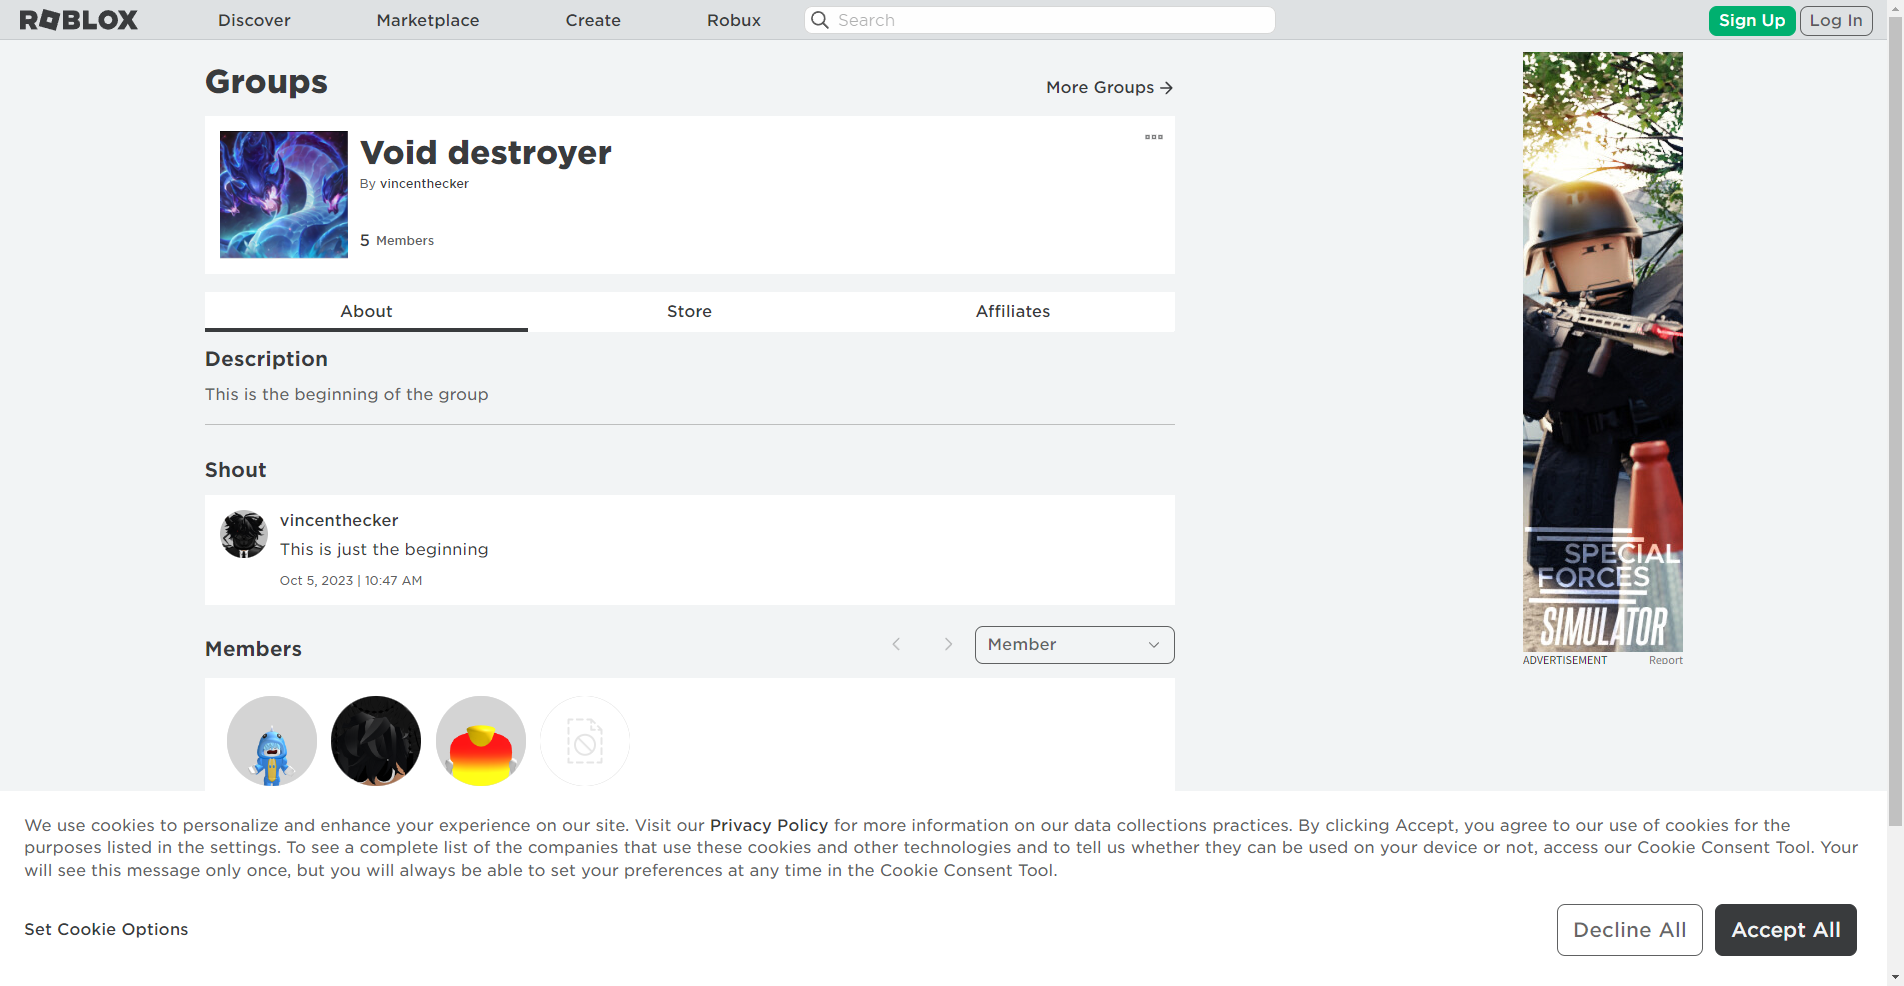 ROBLOX
Discover
Marketplace
Create
Robux
Search
Sign Up
Log In
Groups
More Groups
Void destroyer
By vincenthecker
5 Members
About
Store
Affiliates
Description
This is the beginning of the group
Shout
vincenthecker
This is just the beginning
Oct 5, 2023 | 10:47 AM
Members
Member
SPECIAL
FORCES
SIMULATOR
ADVERTISEMENT
Report
We use cookies to personalize and enhance your experience on our site. Visit our Privacy Policy for more information on our data collections practices. By clicking Accept, you agree to our use of cookies for the
purposes listed in the settings. To see a complete list of the companies that use these cookies and other technologies and to tell us whether they can be used on your device or not, access our Cookie Consent Tool. Your
will see this message only once, but you will always be able to set your preferences at any time in the Cookie Consent Tool.
Set Cookie Options
Decline All
Accept All